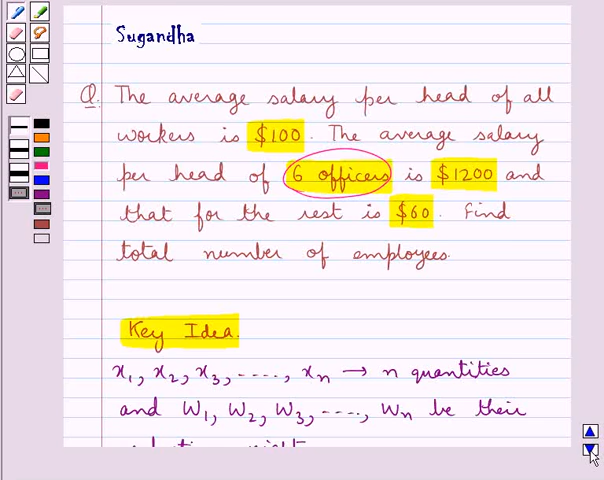 Sugandha
Q. The average salary per head of all
workers is $100. The average salary
per head of 6 officers is $1200 and
that for the rest is $60. Find
total number of employees.
Key Idea.
x₁, x₂, x₃, ...., xₙ → n quantities
and W₁, W₂, W₃, ...., Wₙ be their